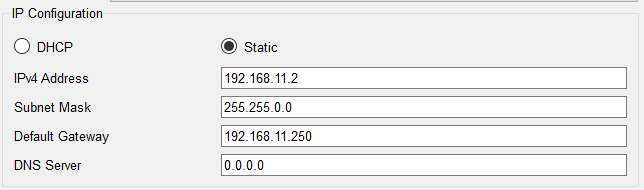 IP Configuration
DHCP Static
IPv4 Address 192.168.11.2
Subnet Mask 255.255.0.0
Default Gateway 192.168.11.250
DNS Server 0.0.0.0